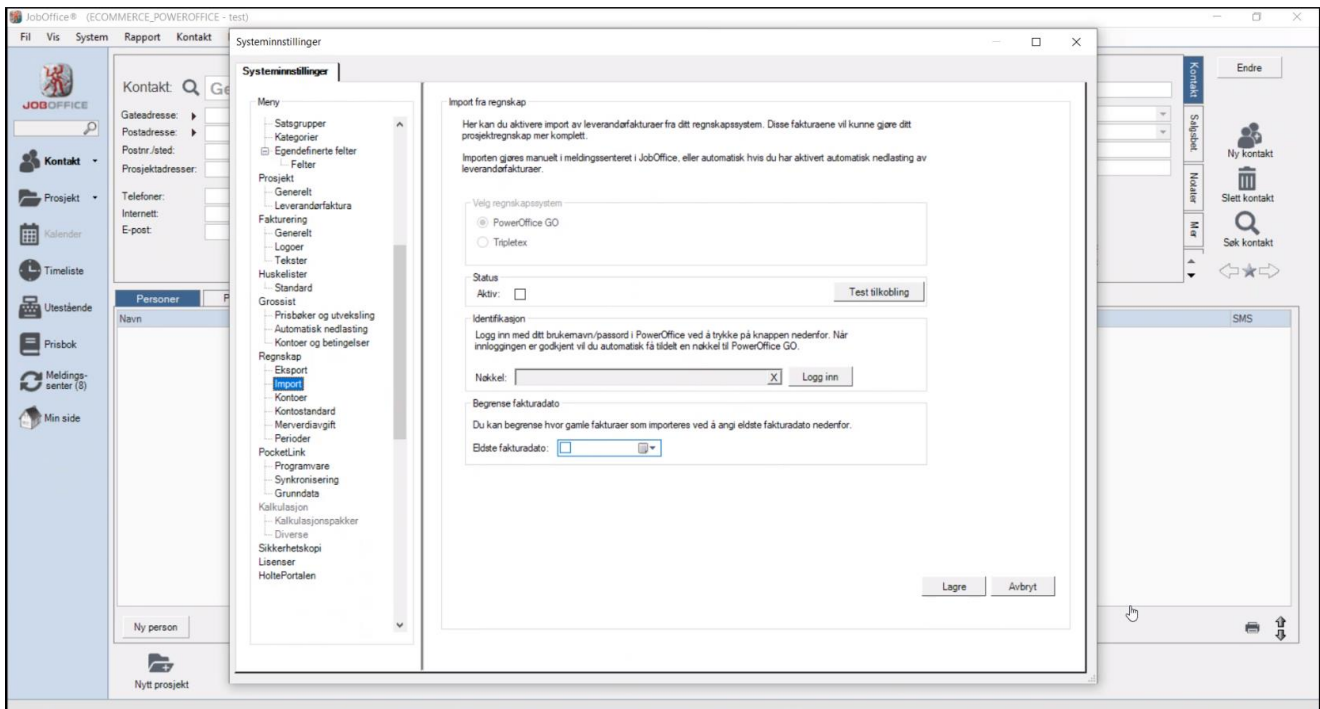 JobOffice® (ECOMMERCE_POWEROFFICE - test)
Fil Vis System Rapport Kontakt
JOBOFFICE
Kontakt
Prosjekt
Kalender
Timeliste
Utestående
Prisbok
Meldings-
senter (8)
Min side
Kontakt:
Gateadresse:
Postadresse:
Postnr./sted:
Prosjektadresser:
Telefoner:
Internett:
E-post:
Personer
Navn
Ny person
Nytt prosjekt
Systeminnstillinger
Systeminnstillinger
Meny
Satsgrupper
Kategorier
Egendefinerte felter
Felter
Prosjekt
Generelt
Leverandørfaktura
Fakturering
Generelt
Logoer
Tekster
Huskelister
Standard
Grossist
Prisbøker og utveksling
Automatisk nedlasting
Kontoer og betingelser
Regnskap
Eksport
Import
Kontoer
Kontostandard
Merverdiavgift
Perioder
PocketLink
Programvare
Synkronisering
Grunndata
Kalkulasjon
Kalkulasjonspakker
Diverse
Sikkerhetskopi
Lisenser
HoltePortalen
Import fra regnskap
Her kan du aktivere import av leverandørfakturaer fra ditt regnskapssystem. Disse fakturaene vil kunne gjøre ditt
prosjektregnskap mer komplett.
Importen gjøres manuelt i meldingssenteret i JobOffice, eller automatisk hvis du har aktivert automatisk nedlasting av
leverandørfakturaer.
Velg regnskapssystem
PowerOffice GO
Tripletex
Status
Aktiv:
Test tilkobling
Identifikasjon
Logg inn med dtt brukernavn/passord i PowerOffice ved å trykke på knappen nedenfor. Når
innloggingen er godkjent vil du automatisk få tildelt en nøkkel til PowerOffice GO.
Nøkkel: X Logg inn
Begrense fakturadato
Du kan begrense hvor gamle fakturaer som importeres ved å angi eldste fakturadato nedenfor.
Eldste fakturadato:
Lagre Avbryt
Kontakt
Salgsbet.
Notater
Mer
Endre
Ny kontakt
Slett kontakt
Søk kontakt
SMS